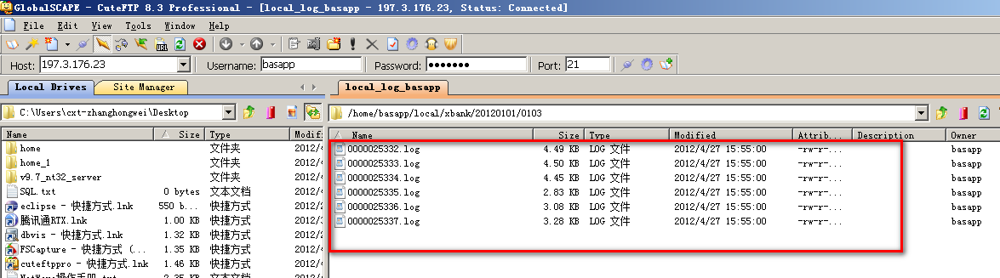 GlobalSCAPE - CuteFTP 8.3 Professional - [local_log_basapp - 197.3.176.23, Status: Connected]
File Edit View Tools Window Help
URL
Host: 197.3.176.23 Username: basapp Password: ●●●●●●● Port: 21
Local Drives Site Manager
local_log_basapp
C:\Users\cxt-zhanghongwei\Desktop
/home/basapp/local/xbank/20120101/0103
Name Size Type Modif
Name Size Type Modified Attrib... Description Owner
home 文件夹 2012/4
home_1 文件夹 2012/4
v9.7_nt32_server 文件夹 2012/4
SQL.txt 0 bytes 文本文档 2012/4
eclipse - 快捷方式.lnk 550 b... 快捷方式 2012/4
腾讯通RTX.lnk 1.00 KB 快捷方式 2012/3
dbvis - 快捷方式.lnk 1.32 KB 快捷方式 2012/4
FSCapture - 快捷方式 (... 1.35 KB 快捷方式 2012/4
cuteftppro - 快捷方式.lnk 1.46 KB 快捷方式 2012/4
2.35 KB 文本文档 2012/4
0000025332.log 4.49 KB LOG 文件 2012/4/27 15:55:00 -rw-r-... basapp
0000025333.log 4.50 KB LOG 文件 2012/4/27 15:55:00 -rw-r-... basapp
0000025334.log 4.45 KB LOG 文件 2012/4/27 15:55:00 -rw-r-... basapp
0000025335.log 2.83 KB LOG 文件 2012/4/27 15:55:00 -rw-r-... basapp
0000025336.log 3.08 KB LOG 文件 2012/4/27 15:55:00 -rw-r-... basapp
0000025337.log 3.28 KB LOG 文件 2012/4/27 15:55:00 -rw-r-... basapp